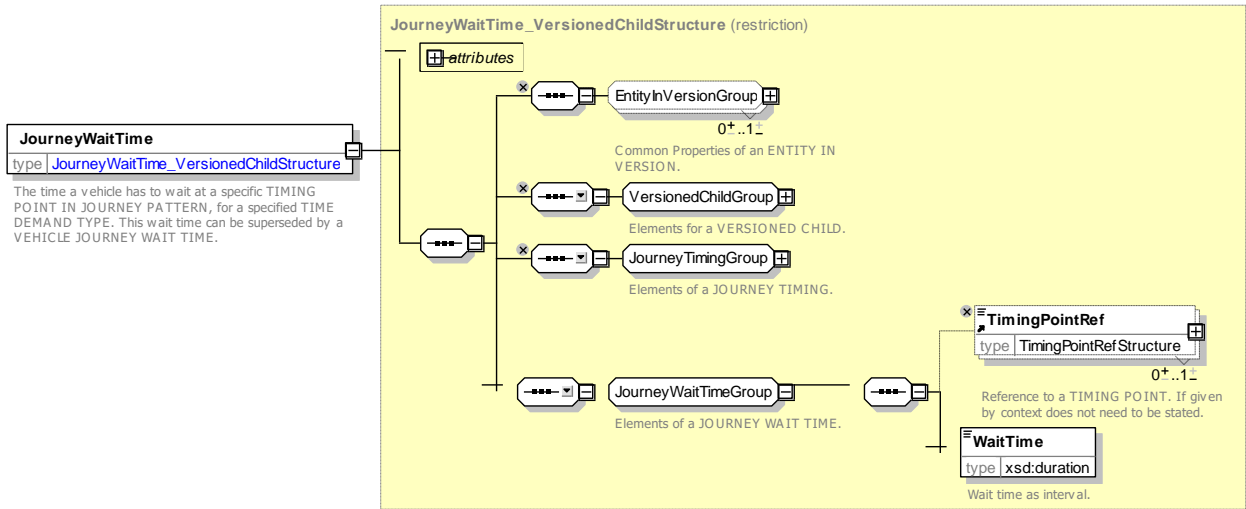 JourneyWaitTime_VersionedChildStructure (restriction)
attributes
EntityInVersionGroup
0..1
Common Properties of an ENTITY IN
VERSION.
JourneyWaitTime
type JourneyWaitTime_VersionedChildStructure
The time a vehicle has to wait at a specific TIMING
POINT IN JOURNEY PATTERN, for a specified TIME
DEMAND TYPE. This wait time can be superseded by a
VEHICLE JOURNEY WAIT TIME.
VersionedChildGroup
Elements for a VERSIONED CHILD.
JourneyTimingGroup
Elements of a JOURNEY TIMING.
JourneyWaitTimeGroup
Elements of a JOURNEY WAIT TIME.
TimingPointRef
type TimingPointRefStructure
0..1
Reference to a TIMING POINT. If given
by context does not need to be stated.
WaitTime
type xsd:duration
Wait time as interval.